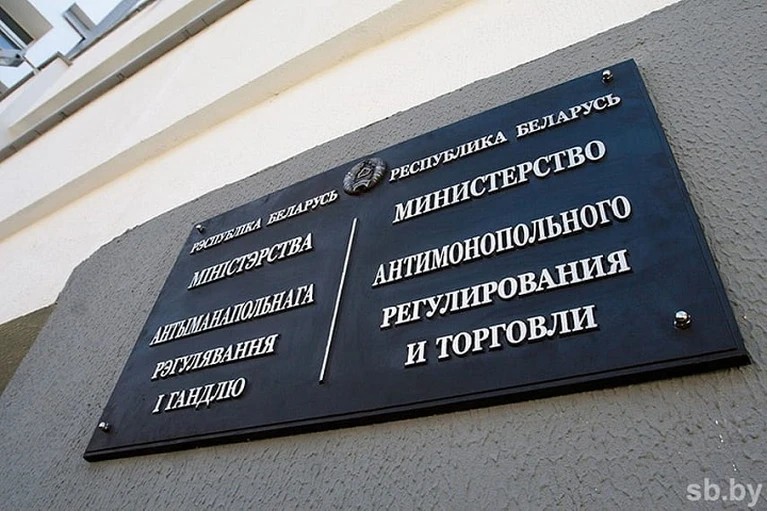 РЭСПУБЛІКА БЕЛАРУСЬ
МІНІСТЭРСТВА
АНТЫМАНАПОЛЬНАГА
РЭГУЛЯВАННЯ
І ГАНДЛЮ
РЕСПУБЛИКА БЕЛАРУСЬ
МИНИСТЕРСТВО
АНТИМОНОПОЛЬНОГО
РЕГУЛИРОВАНИЯ
И ТОРГОВЛИ
sb.by